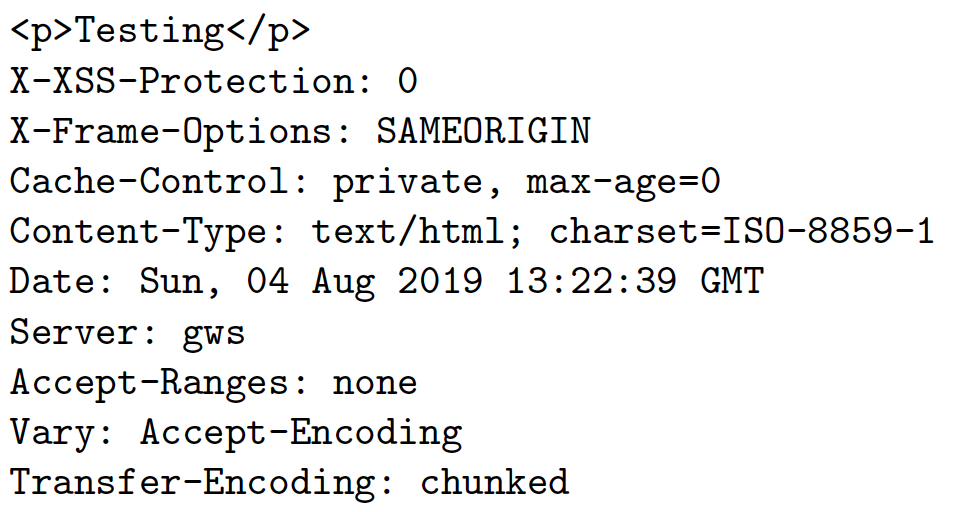 <p>Testing</p>
X-XSS-Protection: 0
X-Frame-Options: SAMEORIGIN
Cache-Control: private, max-age=0
Content-Type: text/html; charset=ISO-8859-1
Date: Sun, 04 Aug 2019 13:22:39 GMT
Server: gws
Accept-Ranges: none
Vary: Accept-Encoding
Transfer-Encoding: chunked